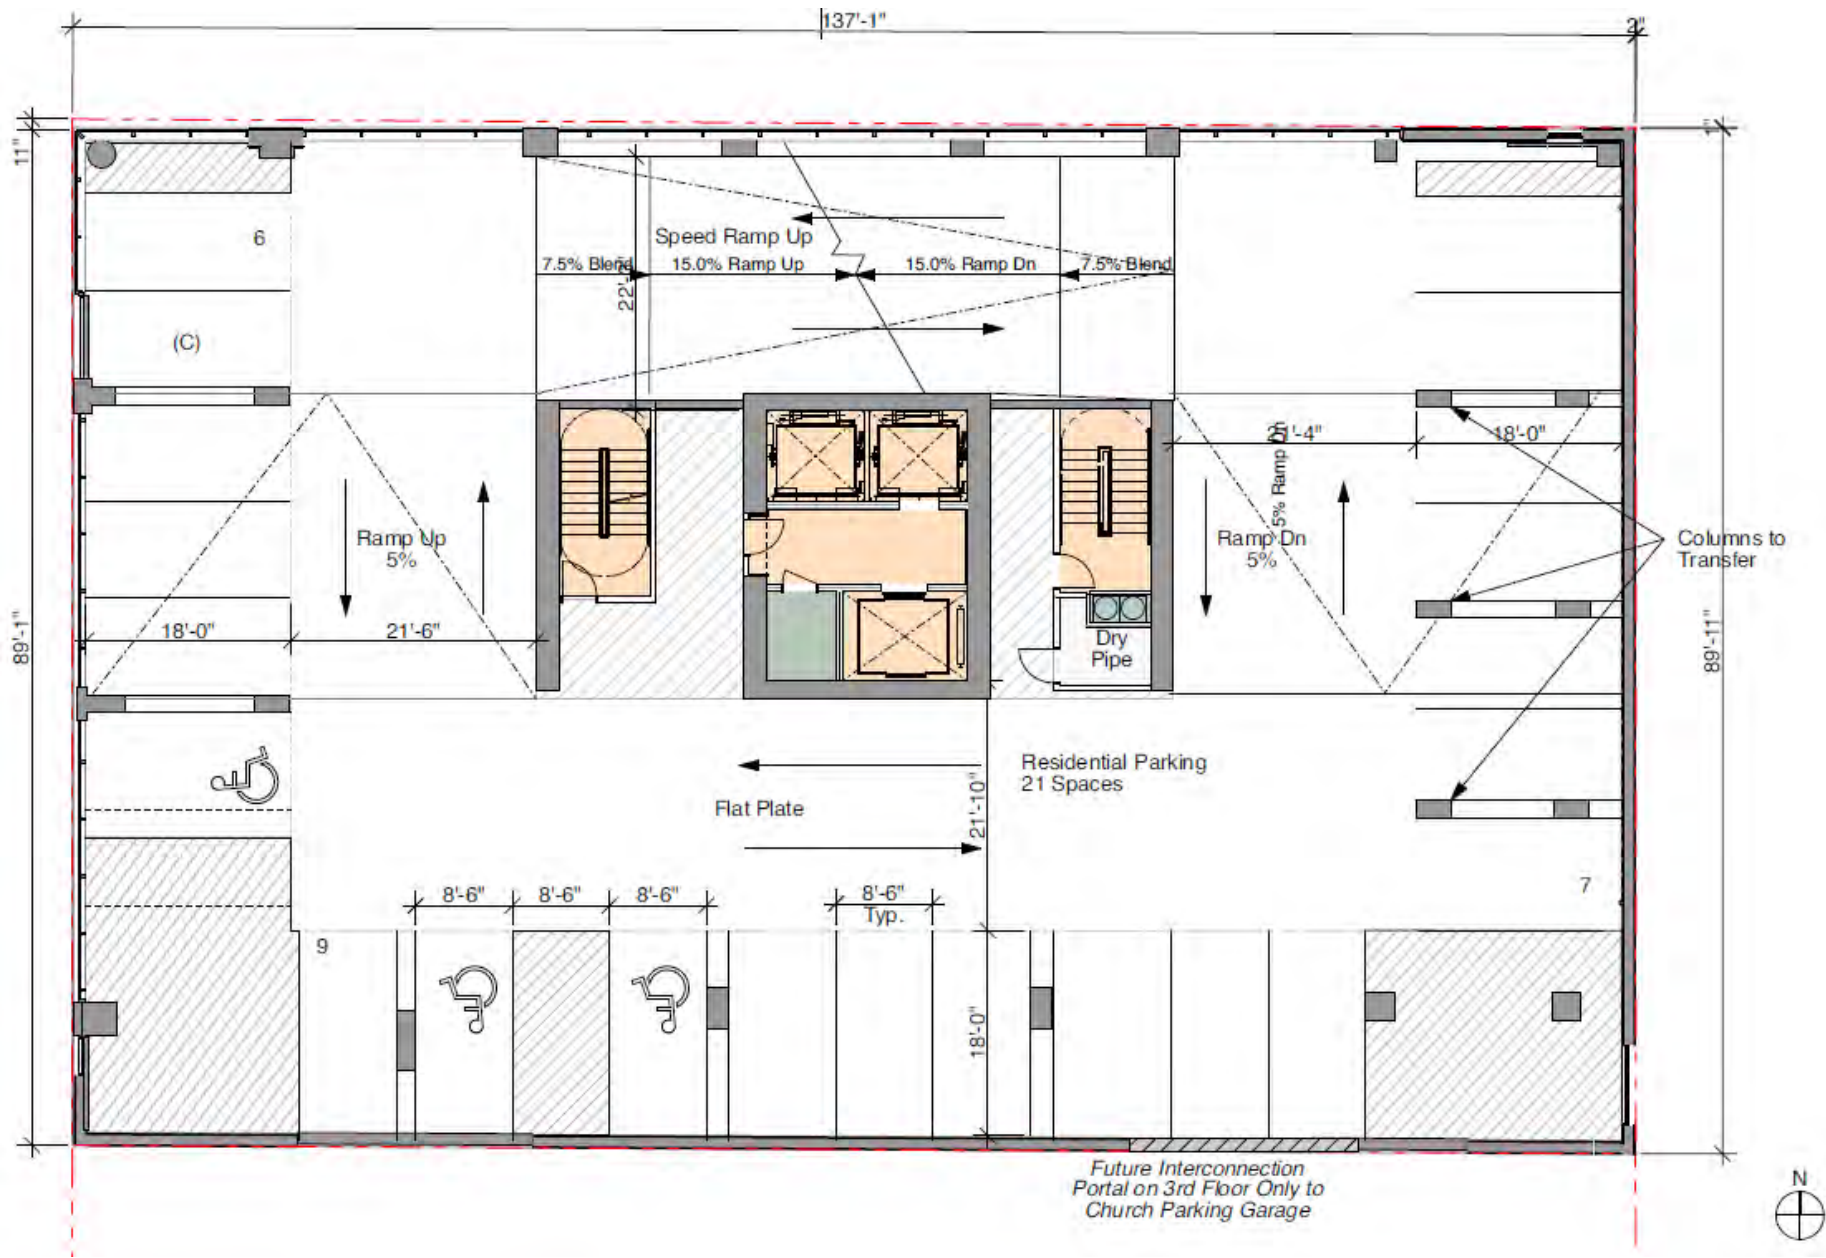 137'-1"
2"
11"
1"
6
Speed Ramp Up
7.5% Blend
15.0% Ramp Up
15.0% Ramp Dn
7.5% Blend
(C)
21'-4"
18'-0"
5% Ramp Dn
Ramp Up
5%
Ramp Dn
5%
Columns to
Transfer
18'-0"
21'-6"
89'-1"
89'-11"
Dry
Pipe
Residential Parking
21 Spaces
21'-10"
Flat Plate
7
8'-6"
8'-6"
8'-6"
8'-6"
Typ.
9
18'-0"
Future Interconnection
Portal on 3rd Floor Only to
Church Parking Garage
N